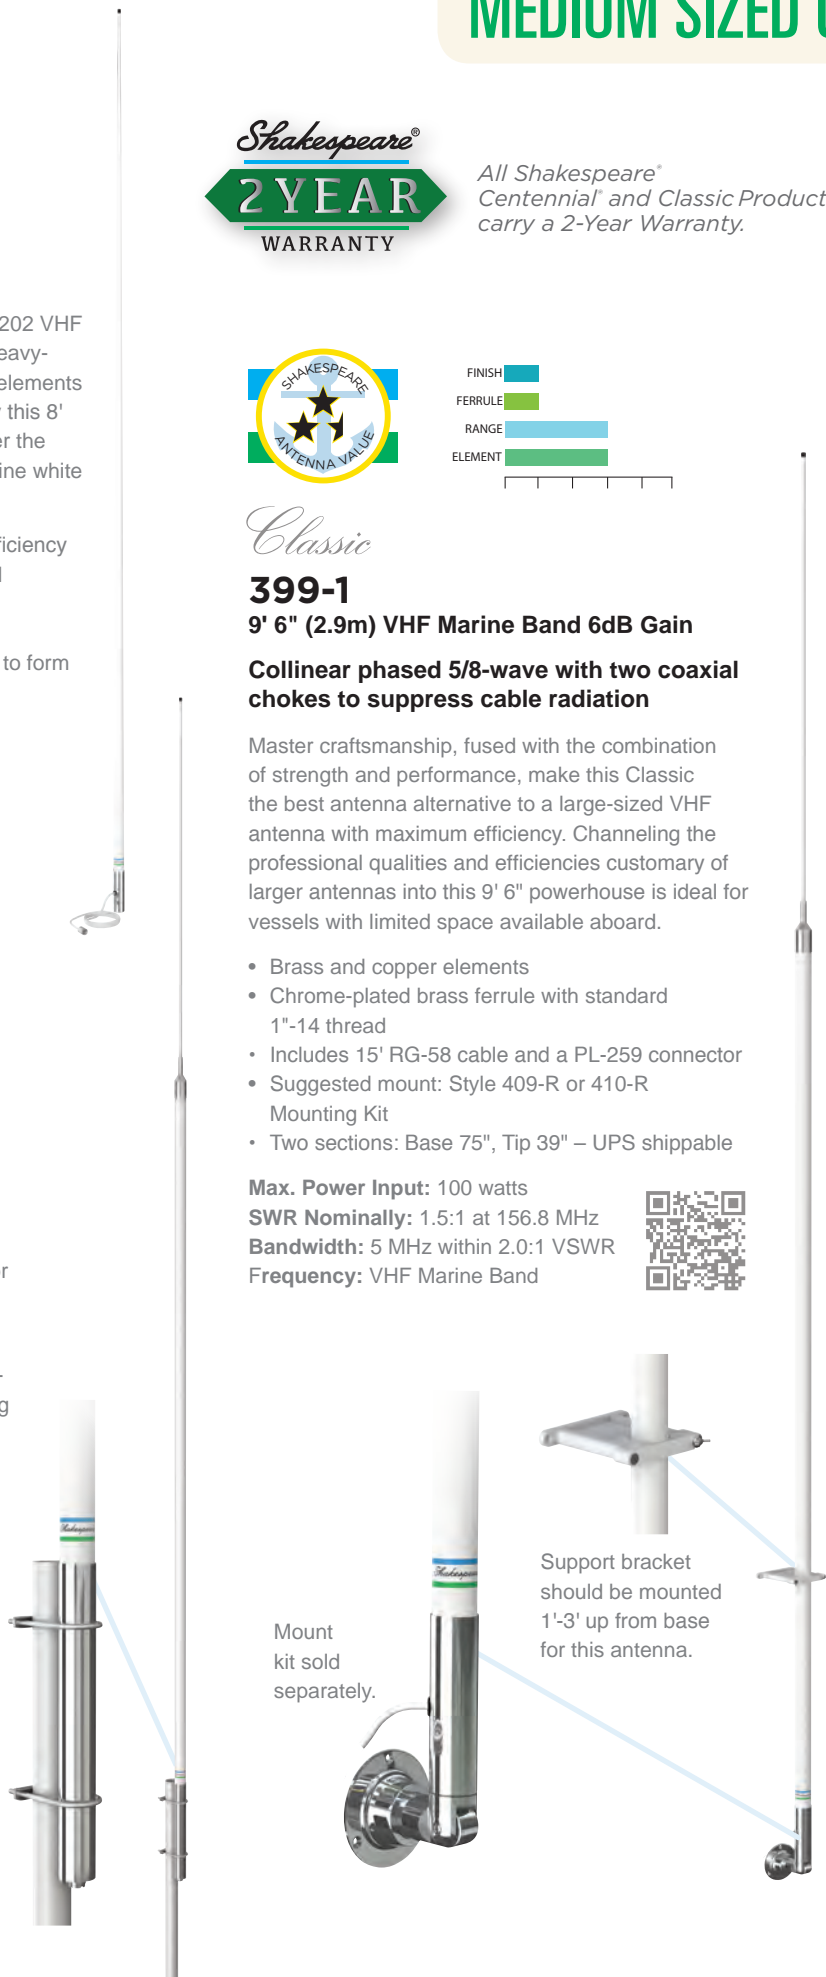 MEDIUM SIZED
Shakespeare®
2 YEAR
WARRANTY
All Shakespeare®
Centennial® and Classic Product
carry a 2-Year Warranty.
202 VHF
eavy-
elements
this 8'
er the
ine white
ficiency
to form
SHAKESPEARE
ANTENNA VALUE
FINISH
FERRULE
RANGE
ELEMENT
Classic
399-1
9' 6" (2.9m) VHF Marine Band 6dB Gain
Collinear phased 5/8-wave with two coaxial
chokes to suppress cable radiation
Master craftsmanship, fused with the combination
of strength and performance, make this Classic
the best antenna alternative to a large-sized VHF
antenna with maximum efficiency. Channeling the
professional qualities and efficiencies customary of
larger antennas into this 9' 6" powerhouse is ideal for
vessels with limited space available aboard.
• Brass and copper elements
• Chrome-plated brass ferrule with standard
1"-14 thread
• Includes 15' RG-58 cable and a PL-259 connector
• Suggested mount: Style 409-R or 410-R
Mounting Kit
• Two sections: Base 75", Tip 39" – UPS shippable
Max. Power Input: 100 watts
SWR Nominally: 1.5:1 at 156.8 MHz
Bandwidth: 5 MHz within 2.0:1 VSWR
Frequency: VHF Marine Band
r
-
g
Shakespeare
Shakespeare
Support bracket
should be mounted
1'-3' up from base
for this antenna.
Mount
kit sold
separately.